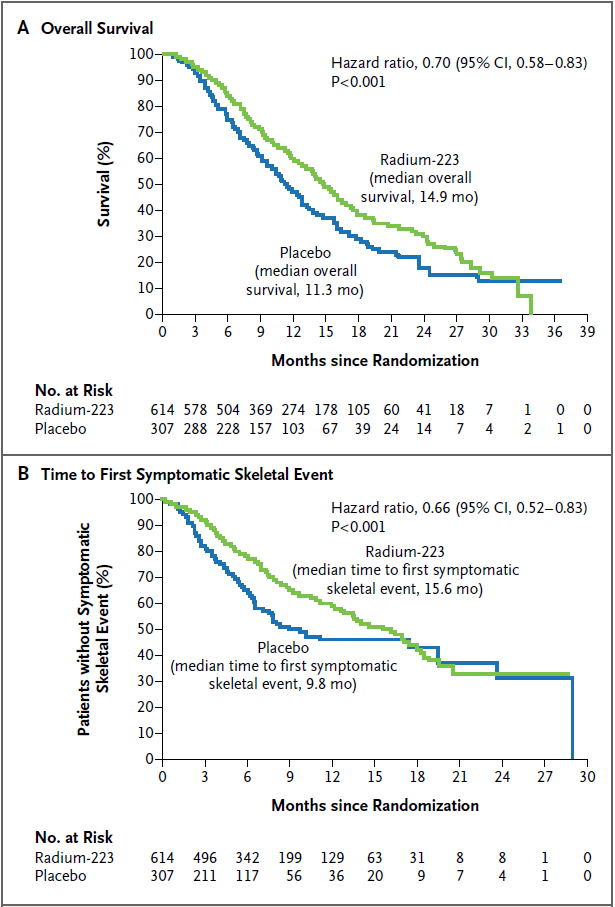 A Overall Survival
100
90
80
70
60
50
40
30
20
10
0
Survival (%)
Hazard ratio, 0.70 (95% CI, 0.58–0.83)
P<0.001
Radium-223
(median overall
survival, 14.9 mo)
Placebo
(median overall
survival, 11.3 mo)
0 3 6 9 12 15 18 21 24 27 30 33 36 39
Months since Randomization
No. at Risk
Radium-223 614 578 504 369 274 178 105 60 41 18 7 1 0 0
Placebo 307 288 228 157 103 67 39 24 14 7 4 2 1 0
B Time to First Symptomatic Skeletal Event
100
90
80
70
60
50
40
30
20
10
0
Patients without Symptomatic
Skeletal Event (%)
Hazard ratio, 0.66 (95% CI, 0.52–0.83)
P<0.001
Radium-223
(median time to first symptomatic
skeletal event, 15.6 mo)
Placebo
(median time to first symptomatic
skeletal event, 9.8 mo)
0 3 6 9 12 15 18 21 24 27 30
Months since Randomization
No. at Risk
Radium-223 614 496 342 199 129 63 31 8 8 1 0
Placebo 307 211 117 56 36 20 9 7 4 1 0